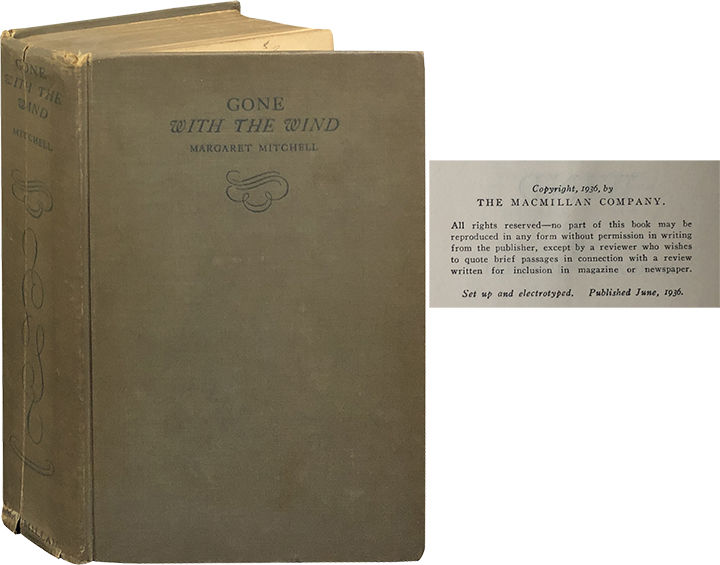 GONE
WITH THE
WIND
MITCHELL
MACMILLAN
GONE
WITH THE WIND
MARGARET MITCHELL
Copyright, 1936, by
THE MACMILLAN COMPANY.
All rights reserved—no part of this book may be
reproduced in any form without permission in writing
from the publisher, except by a reviewer who wishes
to quote brief passages in connection with a review
written for inclusion in magazine or newspaper.
Set up and electrotyped. Published June, 1936.